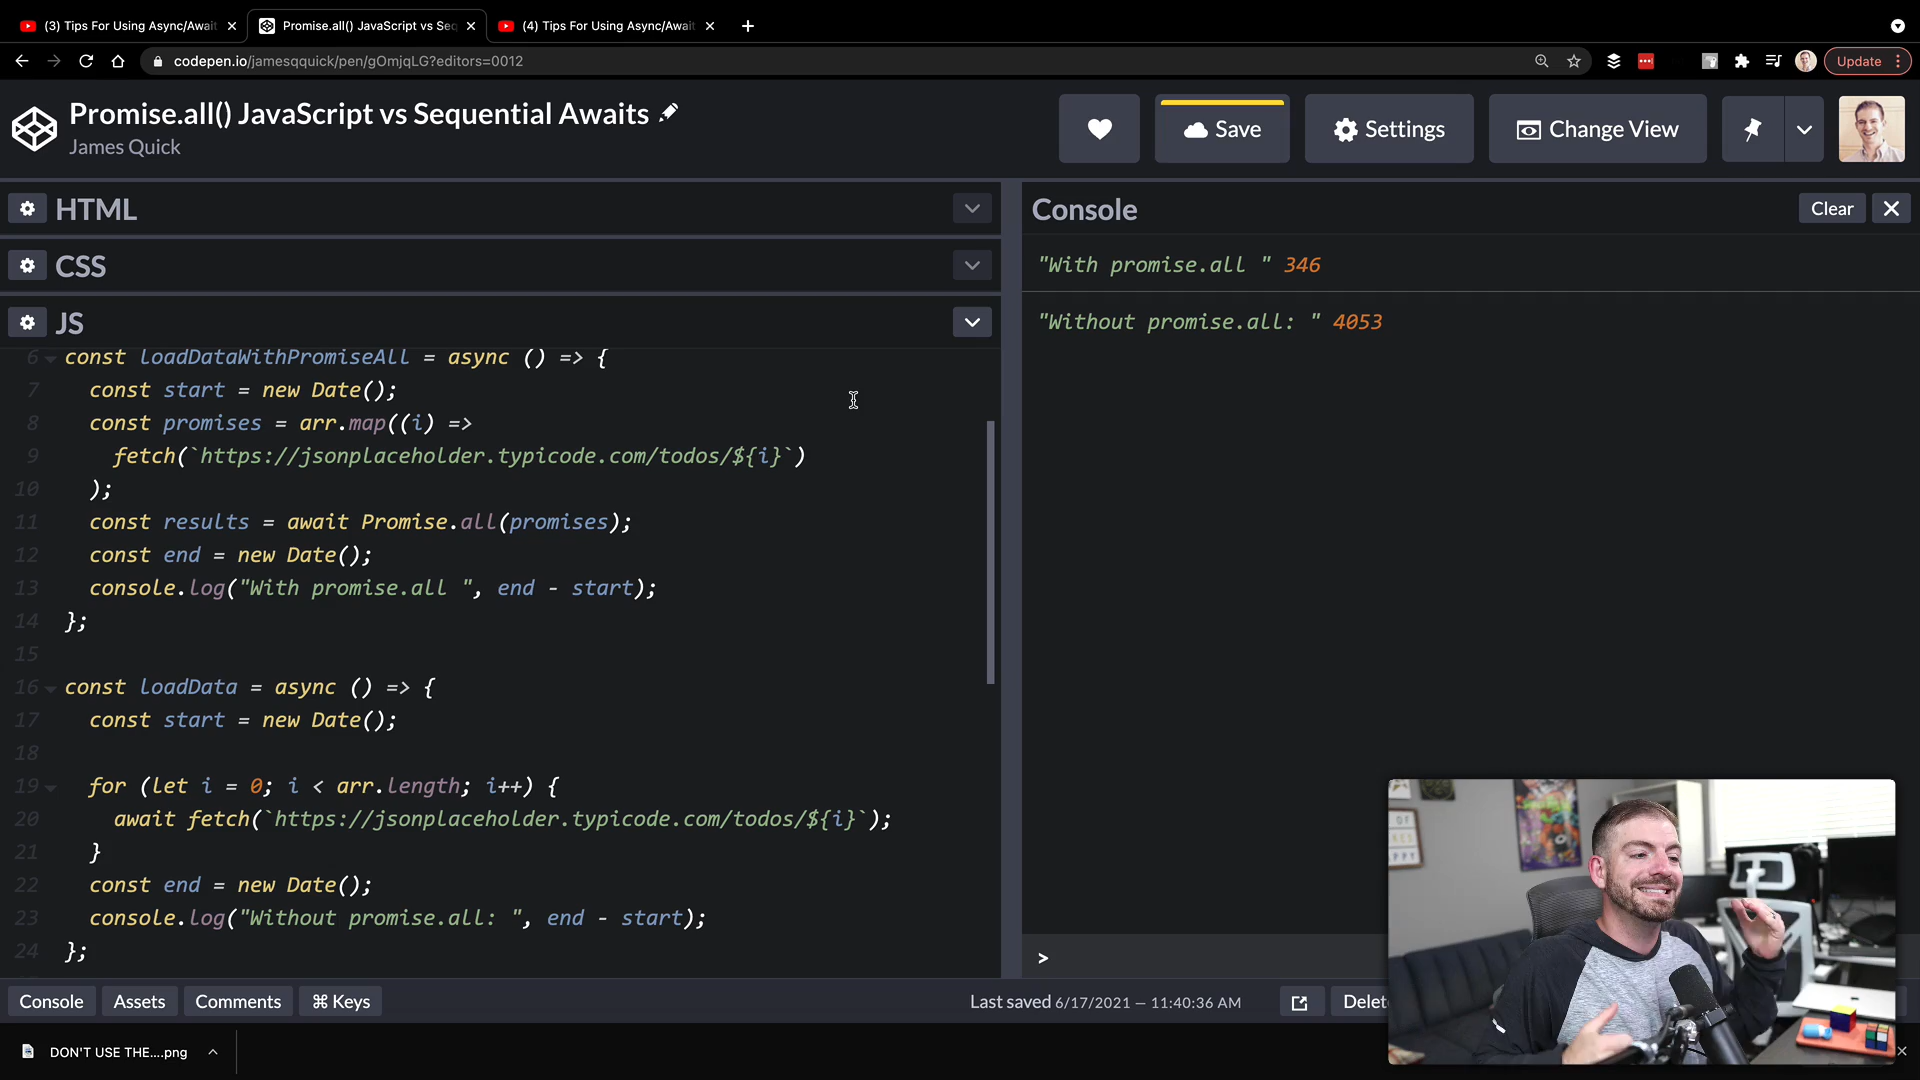 (3) Tips For Using Async/Await
Promise.all() JavaScript vs Seq
(4) Tips For Using Async/Await
codepen.io/jamesqquick/pen/gOmjqLG?editors=0012
Update
Promise.all() JavaScript vs Sequential Awaits
James Quick
Save
Settings
Change View
HTML
CSS
JS
6 const loadDataWithPromiseAll = async () => {
7 const start = new Date();
8 const promises = arr.map((i) =>
9 fetch(`https://jsonplaceholder.typicode.com/todos/${i}`)
10 );
11 const results = await Promise.all(promises);
12 const end = new Date();
13 console.log("With promise.all ", end - start);
14 };
15
16 const loadData = async () => {
17 const start = new Date();
18
19 for (let i = 0; i < arr.length; i++) {
20 await fetch(`https://jsonplaceholder.typicode.com/todos/${i}`);
21 }
22 const end = new Date();
23 console.log("Without promise.all: ", end - start);
24 };
Console
Clear
"With promise.all " 346
"Without promise.all: " 4053
>
Console
Assets
Comments
⌘ Keys
Last saved 6/17/2021 — 11:40:36 AM
Delet
DON'T USE THE....png